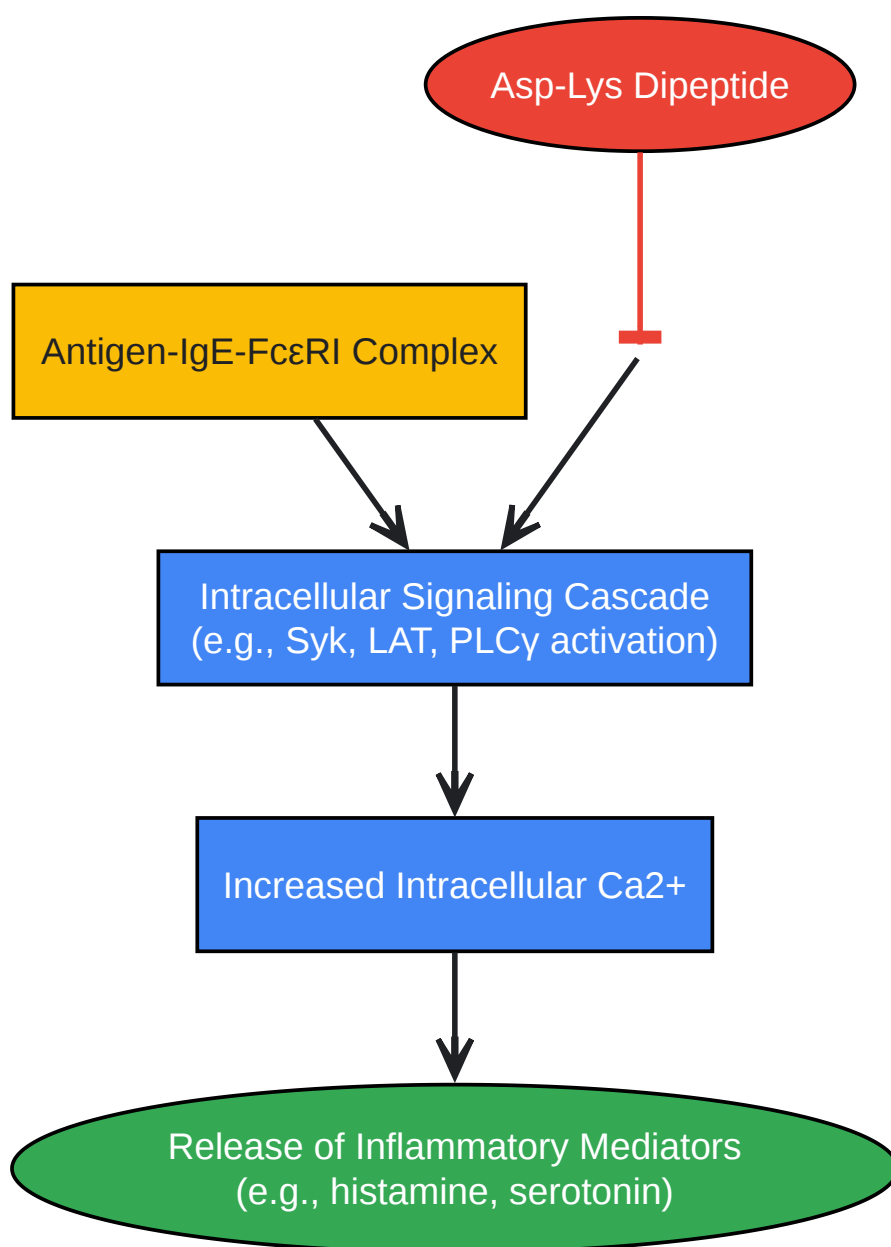 Asp-Lys Dipeptide
Antigen-IgE-FcεRI Complex
Intracellular Signaling Cascade
(e.g., Syk, LAT, PLCγ activation)
Increased Intracellular Ca2+
Release of Inflammatory Mediators
(e.g., histamine, serotonin)